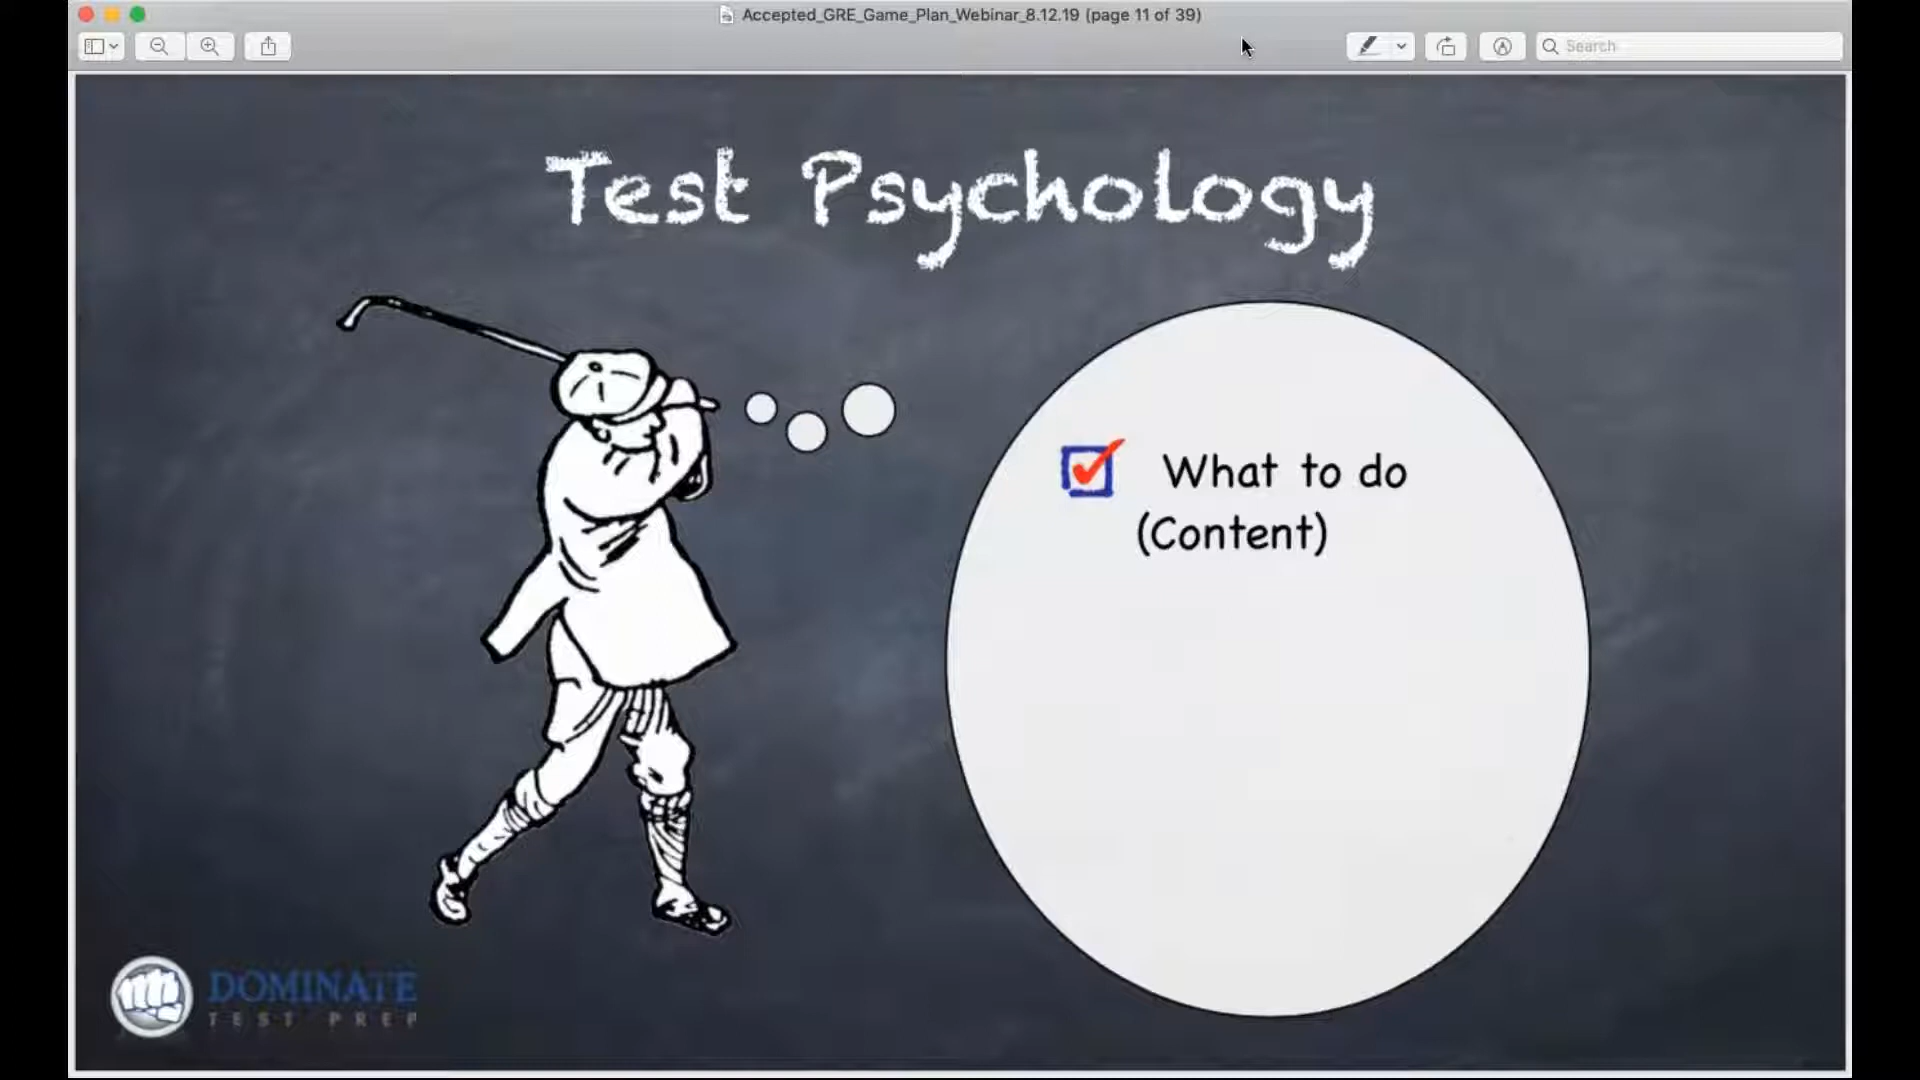 Accepted_GRE_Game_Plan_Webinar_8.12.19 (page 11 of 39)
Search
Test Psychology
What to do
(Content)
DOMINATE
TEST PREP